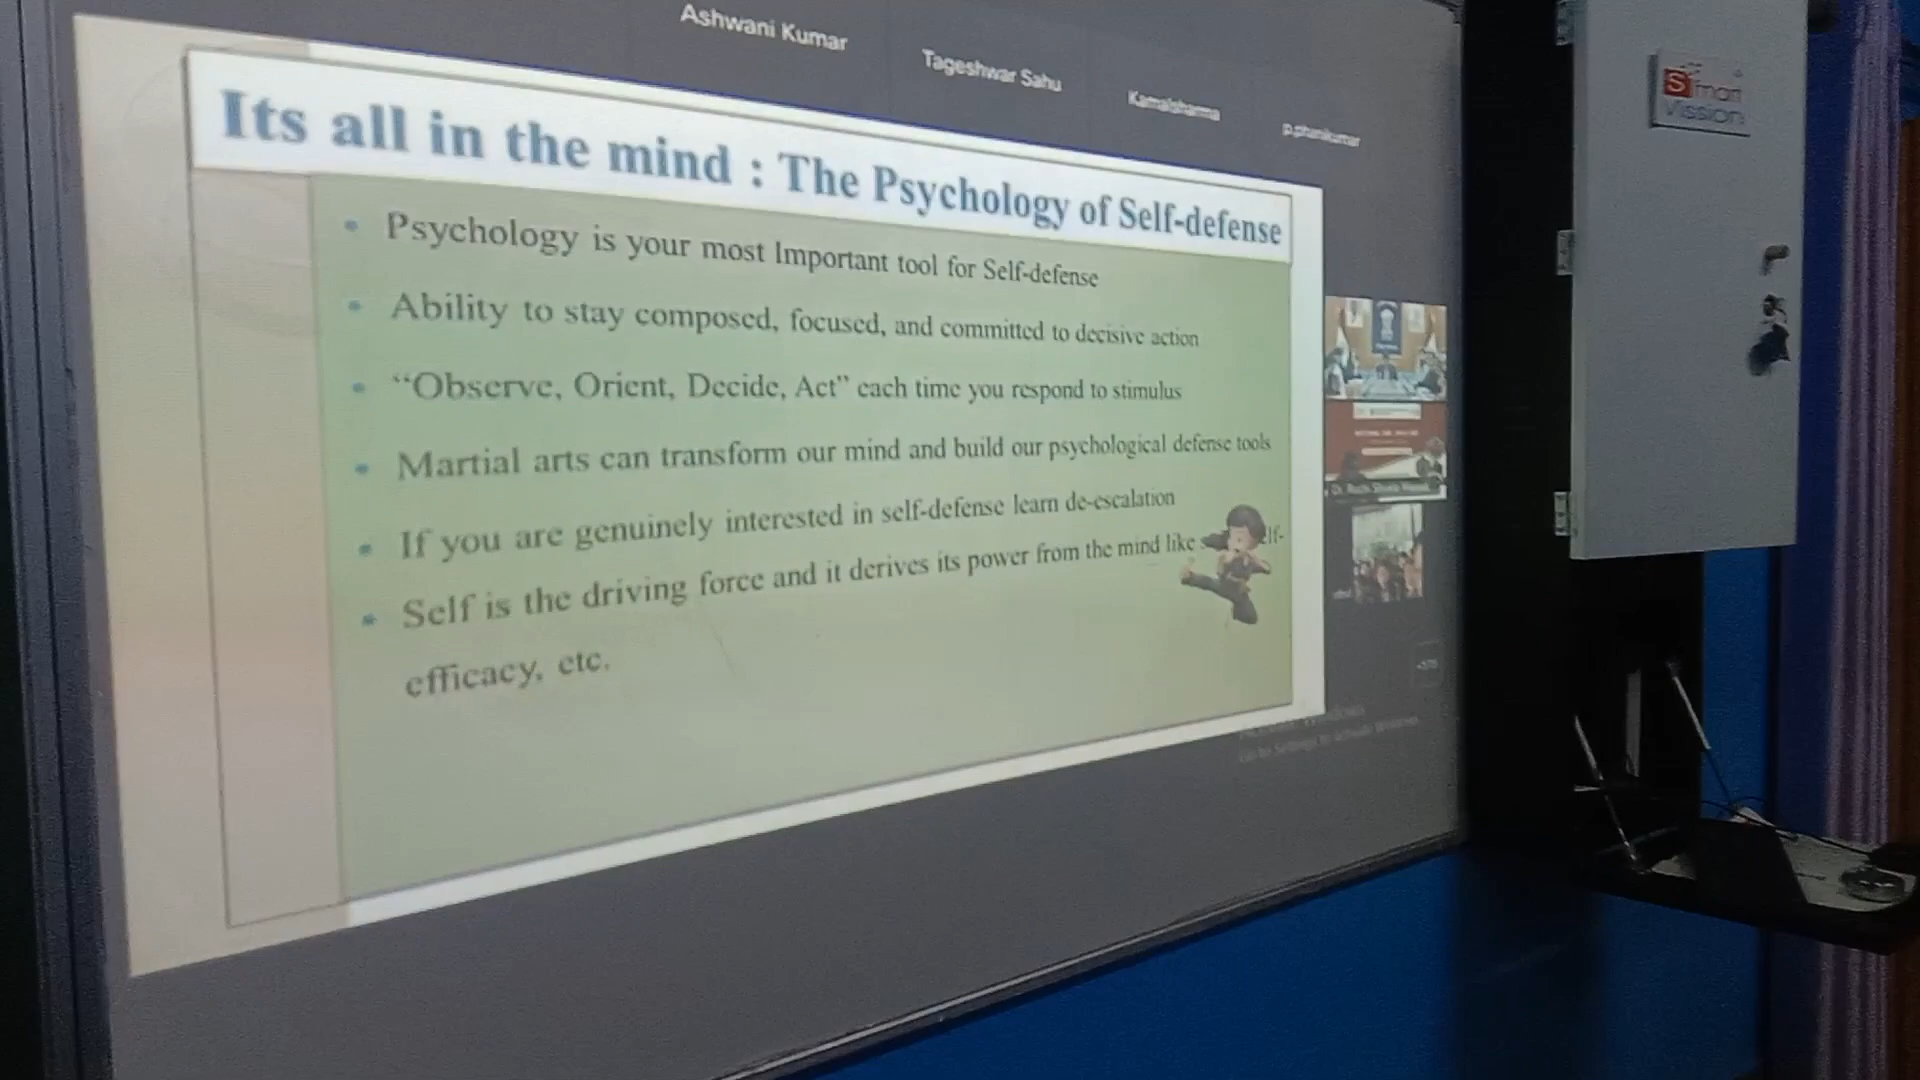 Ashwani Kumar
Tageshwar Sahu
Kamalsharma
p.phanikumar
Smart
Vission
Its all in the mind : The Psychology of Self-defense
• Psychology is your most Important tool for Self-defense
• Ability to stay composed, focused, and committed to decisive action
• “Observe, Orient, Decide, Act” each time you respond to stimulus
• Martial arts can transform our mind and build our psychological defense tools
• If you are genuinely interested in self-defense learn de-escalation
• Self is the driving force and it derives its power from the mind like
efficacy, etc.